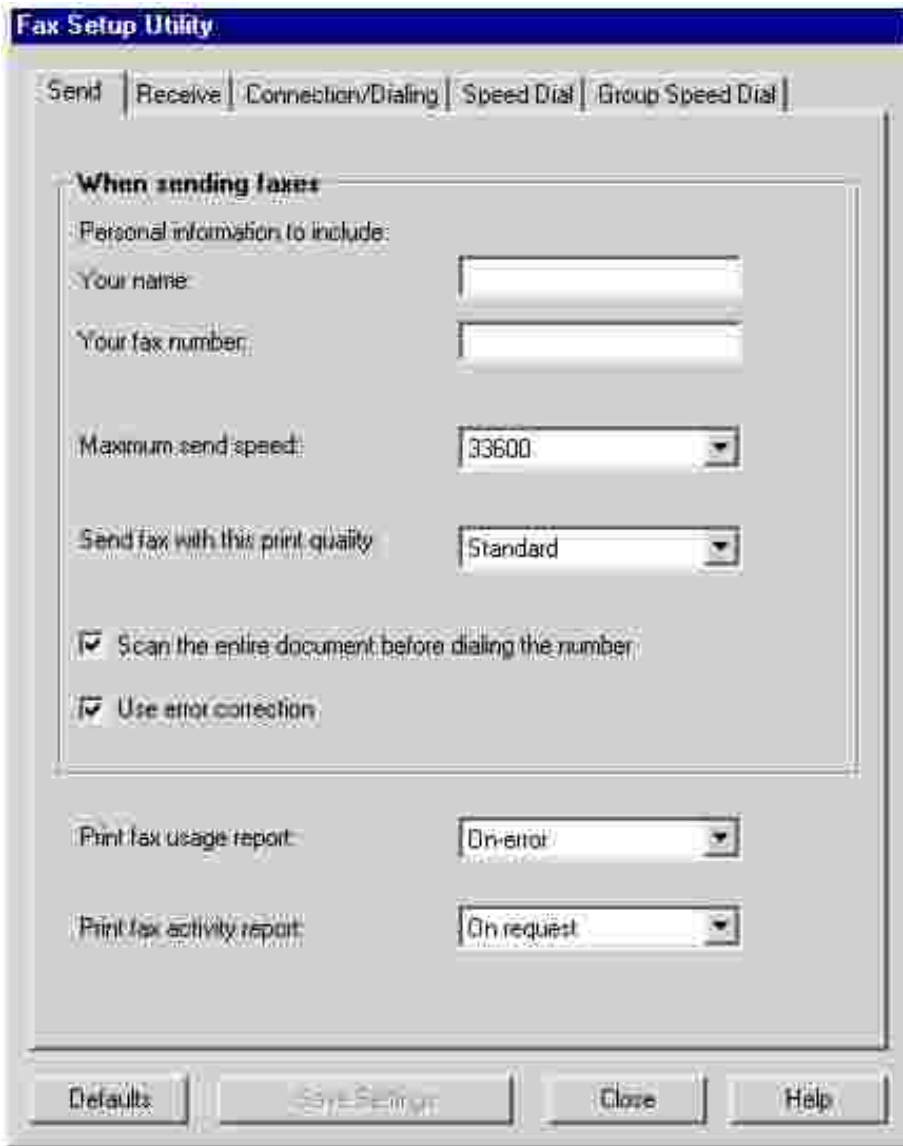 Fax Setup Utility
Send Receive Connection/Dialing Speed Dial Group Speed Dial
When sending faxes
Personal information to include:
Your name:
Your fax number:
Maximum send speed: 33600
Send fax with this print quality Standard
Scan the entire document before dialing the number
Use error correction
Print fax usage report: On-error
Print fax activity report: On request
Defaults Save Settings Close Help